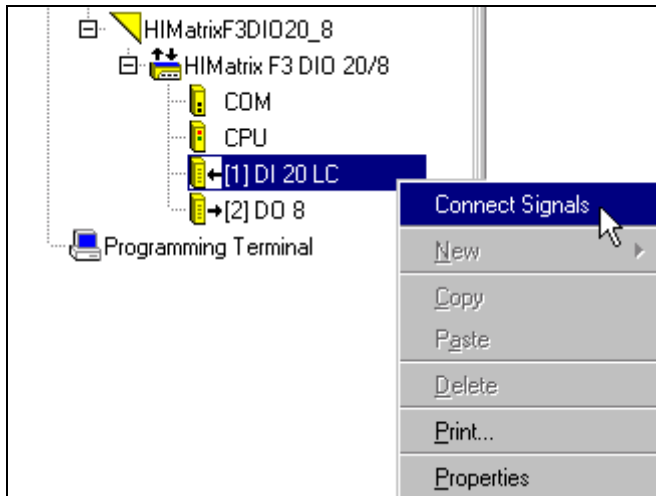 HIMatrixF3DIO20_8
HIMatrix F3 DIO 20/8
COM
CPU
[1] DI 20 LC
[2] DO 8
Programming Terminal
Connect Signals
New
Copy
Paste
Delete
Print...
Properties